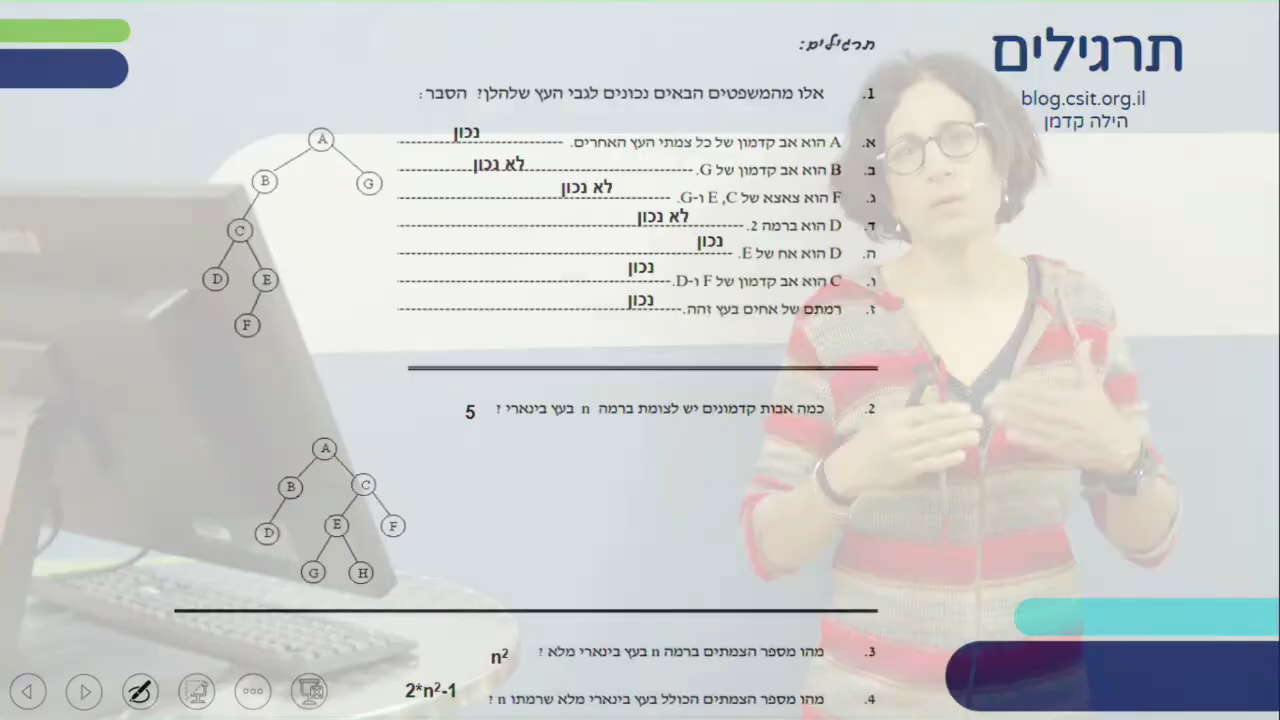 תרגילים
blog.csit.org.il
הילה קדמן
תרגילים:
1. אלו מהמשפטים הבאים נכונים לגבי העץ שלהלן? הסבר:
א. A הוא אב קדמון של כל צמתי העץ האחרים. נכון
ב. B הוא אב קדמון של G. לא נכון
ג. F הוא צאצא של E ,C ו-G. לא נכון
ד. D הוא ברמה 2. לא נכון
ה. D הוא אח של E. נכון
ו. C הוא אב קדמון של F ו-D. נכון
ז. רמתם של אחים בעץ זהה. נכון
A
B G
C
D E
F
2. כמה אבות קדמונים יש לצומת ברמה n בעץ בינארי ? 5
A
B C
D E F
G H
3. מהו מספר הצמתים ברמה n בעץ בינארי מלא ? n²
4. מהו מספר הצמתים הכולל בעץ בינארי מלא שרמתו n ? 2*n²-1